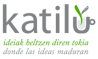 katilu
ideiak heltzen diren tokia
donde las ideas maduran